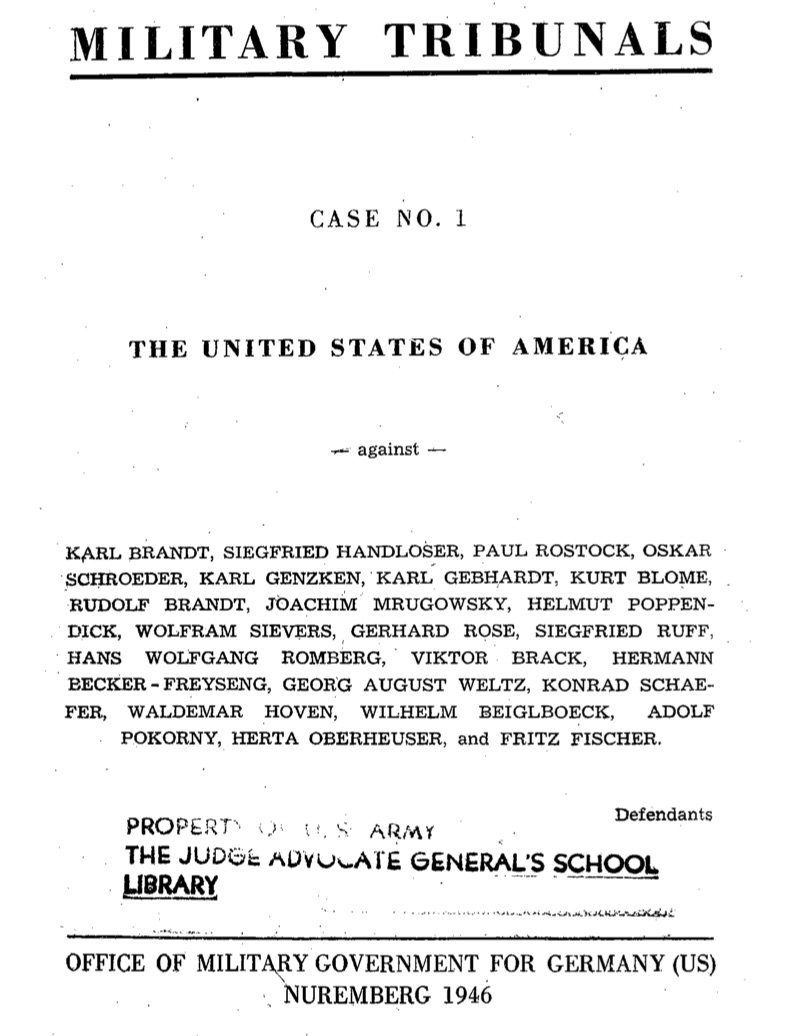 MILITARY TRIBUNALS
CASE NO. 1
THE UNITED STATES OF AMERICA
— against —
KARL BRANDT, SIEGFRIED HANDLOSER, PAUL ROSTOCK, OSKAR
SCHROEDER, KARL GENZKEN, KARL GEBHARDT, KURT BLOME,
RUDOLF BRANDT, JOACHIM MRUGOWSKY, HELMUT POPPEN-
DICK, WOLFRAM SIEVERS, GERHARD ROSE, SIEGFRIED RUFF,
HANS WOLFGANG ROMBERG, VIKTOR BRACK, HERMANN
BECKER-FREYSENG, GEORG AUGUST WELTZ, KONRAD SCHAE-
FER, WALDEMAR HOVEN, WILHELM BEIGLBOECK, ADOLF
POKORNY, HERTA OBERHEUSER, and FRITZ FISCHER.
Defendants
PROPERTY OF U. S. ARMY
THE JUDGE ADVOCATE GENERAL'S SCHOOL
LIBRARY
OFFICE OF MILITARY GOVERNMENT FOR GERMANY (US)
NUREMBERG 1946